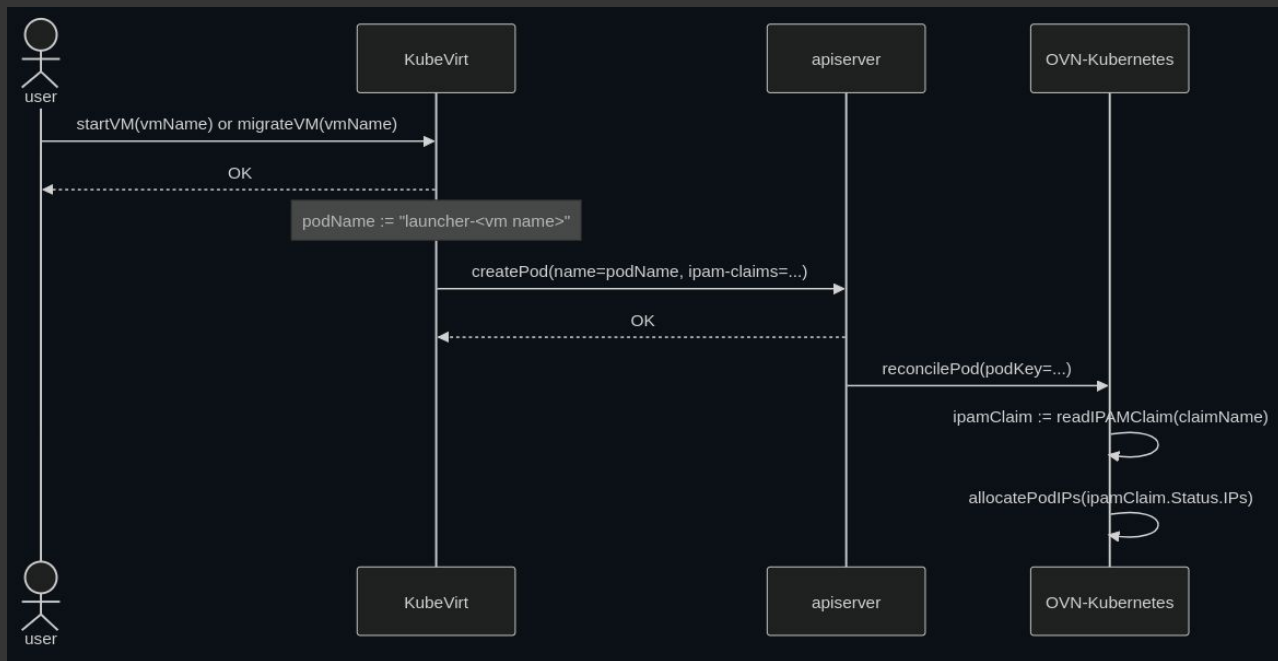 user
KubeVirt
apiserver
OVN-Kubernetes
startVM(vmName) or migrateVM(vmName)
OK
podName := "launcher-<vm name>"
createPod(name=podName, ipam-claims=...)
OK
reconcilePod(podKey=...)
ipamClaim := readIPAMClaim(claimName)
allocatePodIPs(ipamClaim.Status.IPs)
user
KubeVirt
apiserver
OVN-Kubernetes